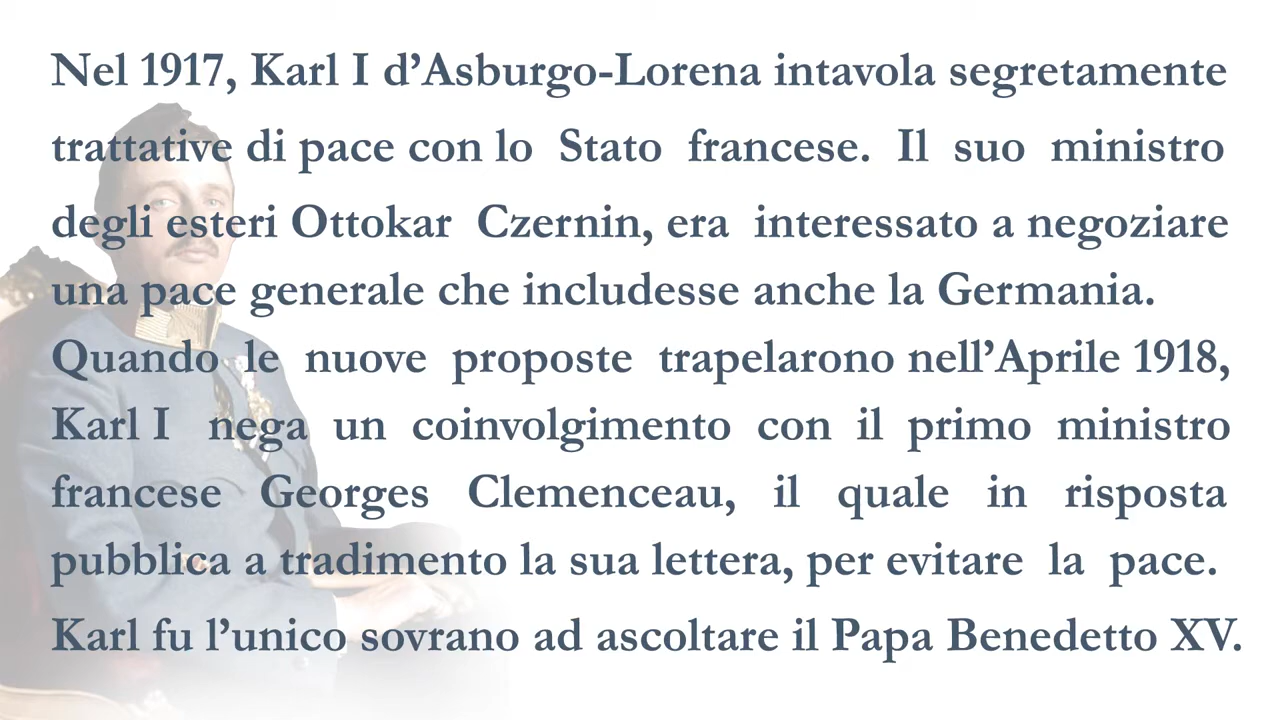 Nel 1917, Karl I d’Asburgo-Lorena intavola segretamente
trattative di pace con lo Stato francese. Il suo ministro
degli esteri Ottokar Czernin, era interessato a negoziare
una pace generale che includesse anche la Germania.
Quando le nuove proposte trapelarono nell’Aprile 1918,
Karl I nega un coinvolgimento con il primo ministro
francese Georges Clemenceau, il quale in risposta
pubblica a tradimento la sua lettera, per evitare la pace.
Karl fu l’unico sovrano ad ascoltare il Papa Benedetto XV.